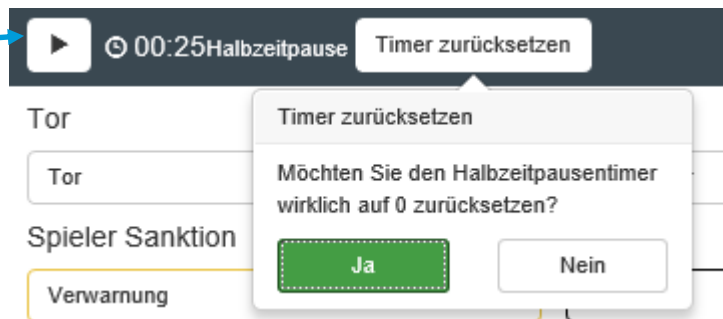 00:25Halbzeitpause Timer zurücksetzen
Tor
Timer zurücksetzen
Tor
Möchten Sie den Halbzeitpausentimer
wirklich auf 0 zurücksetzen?
Spieler Sanktion
Ja Nein
Verwarnung